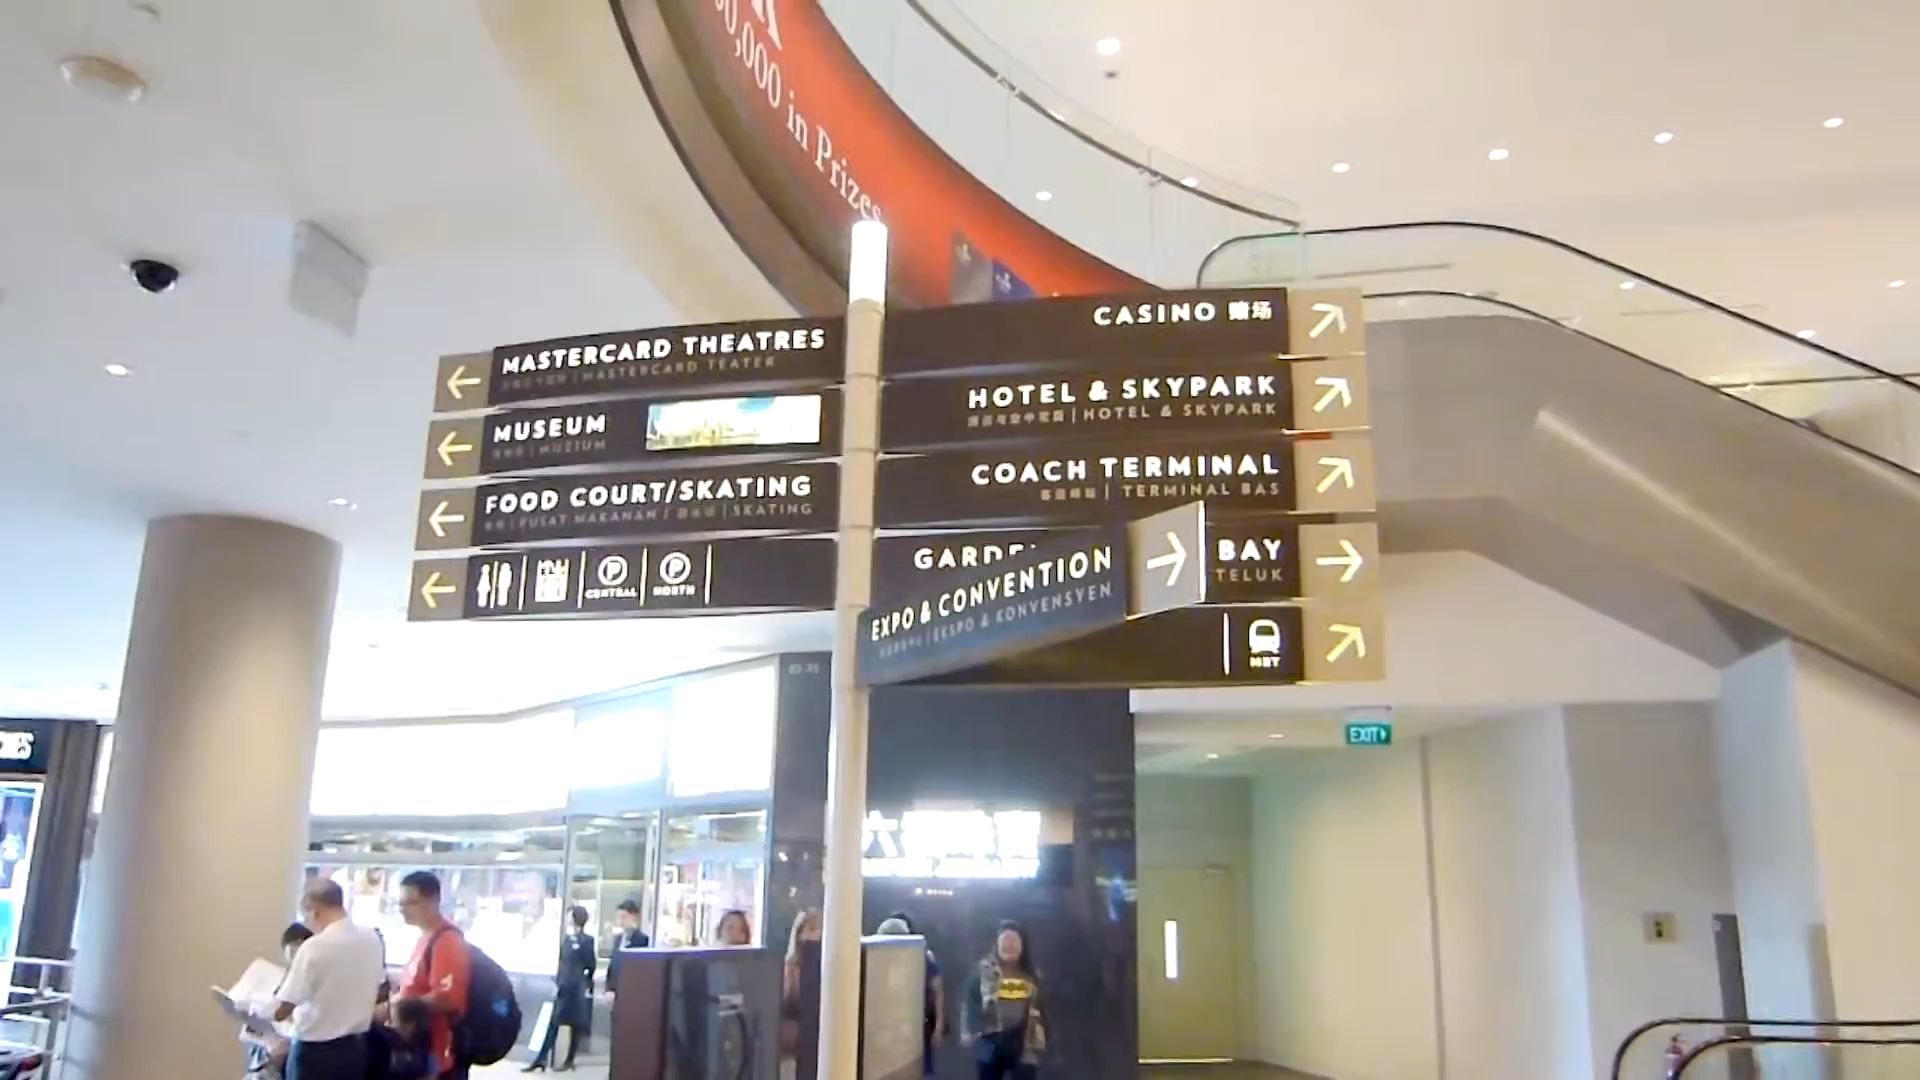 0,000 in Prizes
MASTERCARD THEATRES
MASTERCARD TEATER
MUSEUM
MUZIUM
FOOD COURT/SKATING
PUSAT MAKANAN / SKATING
P CENTRAL
P NORTH
CASINO 赌场
HOTEL & SKYPARK
HOTEL & SKYPARK
COACH TERMINAL
TERMINAL BAS
GARDE
BAY
TELUK
EXPO & CONVENTION
EKSPO & KONVENSYEN
MRT
EXIT